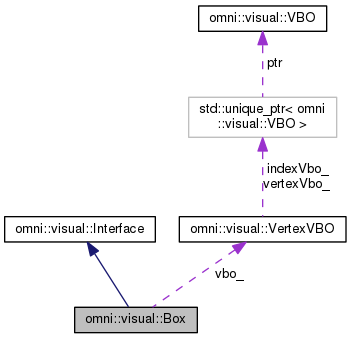 omni::visual::VBO
ptr
std::unique_ptr< omni
::visual::VBO >
indexVbo_
vertexVbo_
omni::visual::Interface
omni::visual::VertexVBO
vbo_
omni::visual::Box